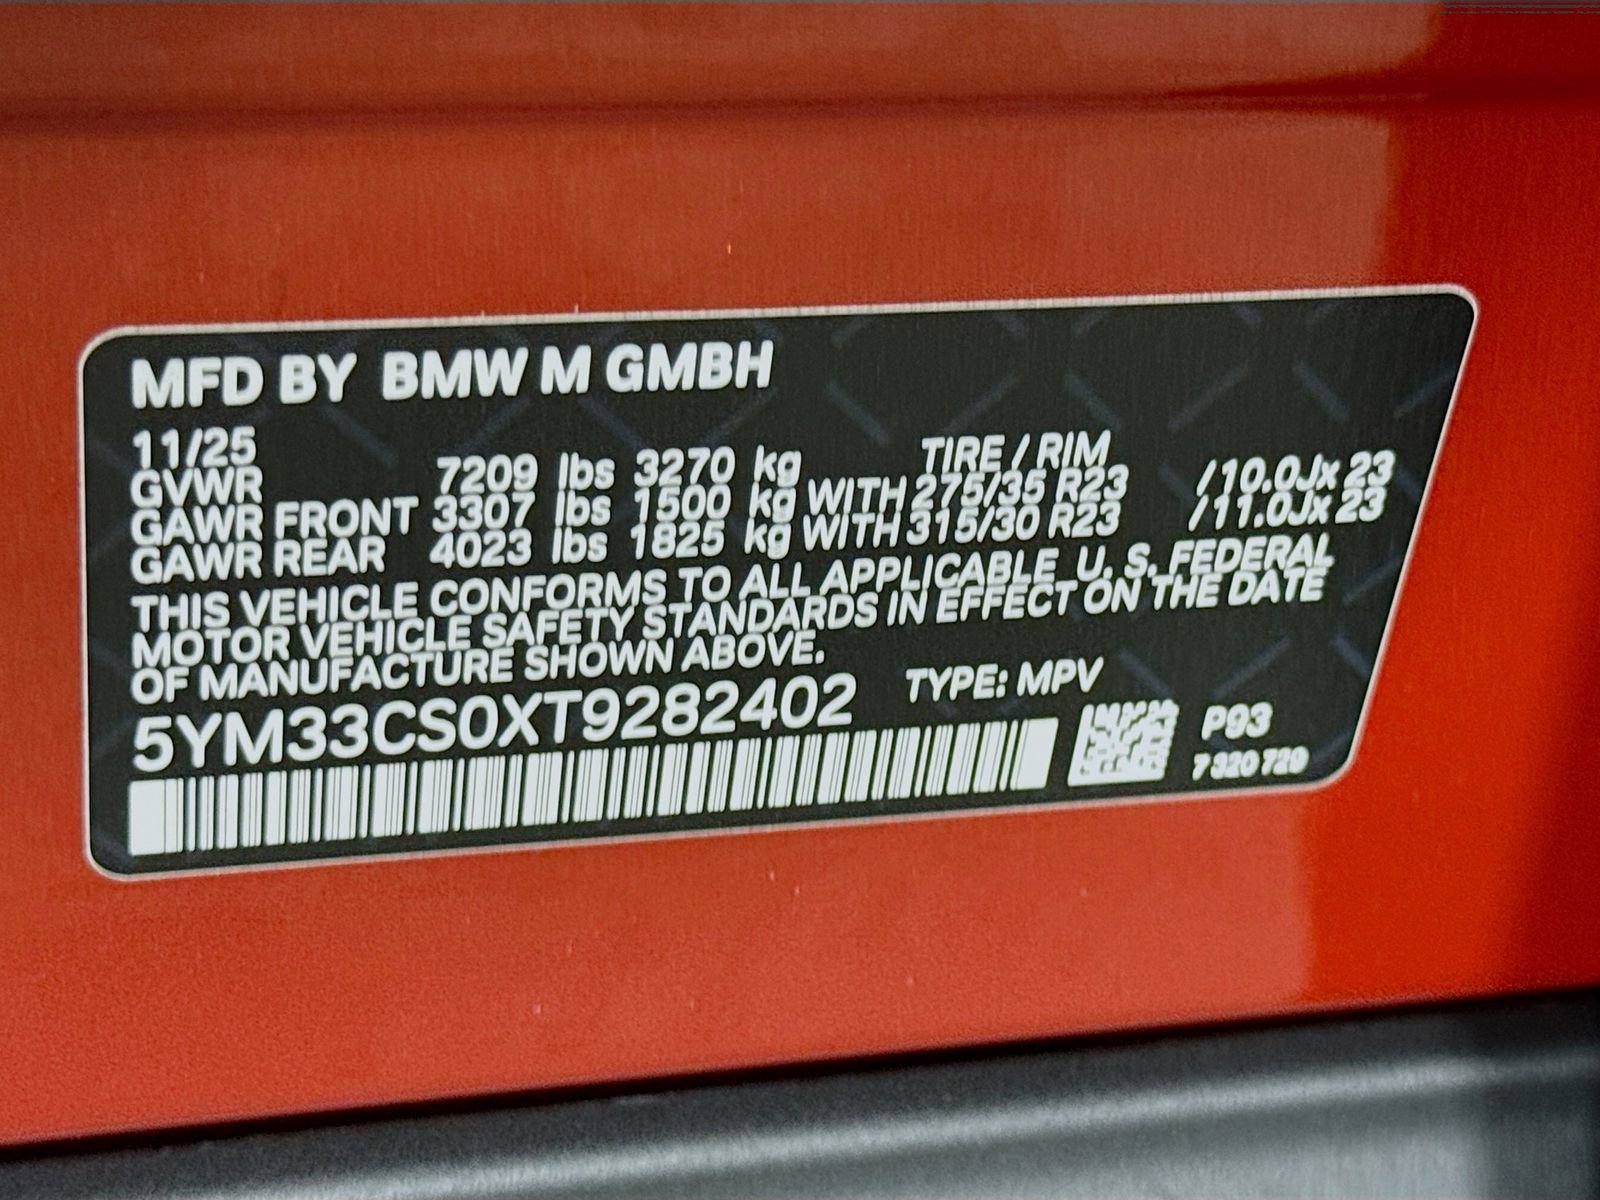 MFD BY BMW M GMBH
11/25 TIRE / RIM
GVWR 7209 lbs 3270 kg
GAWR FRONT 3307 lbs 1500 kg WITH 275/35 R23 /10.0Jx 23
GAWR REAR 4023 lbs 1825 kg WITH 315/30 R23 /11.0Jx 23
THIS VEHICLE CONFORMS TO ALL APPLICABLE U. S. FEDERAL
MOTOR VEHICLE SAFETY STANDARDS IN EFFECT ON THE DATE
OF MANUFACTURE SHOWN ABOVE.
5YM33CS0XT9282402 TYPE: MPV
P93
7 320 720